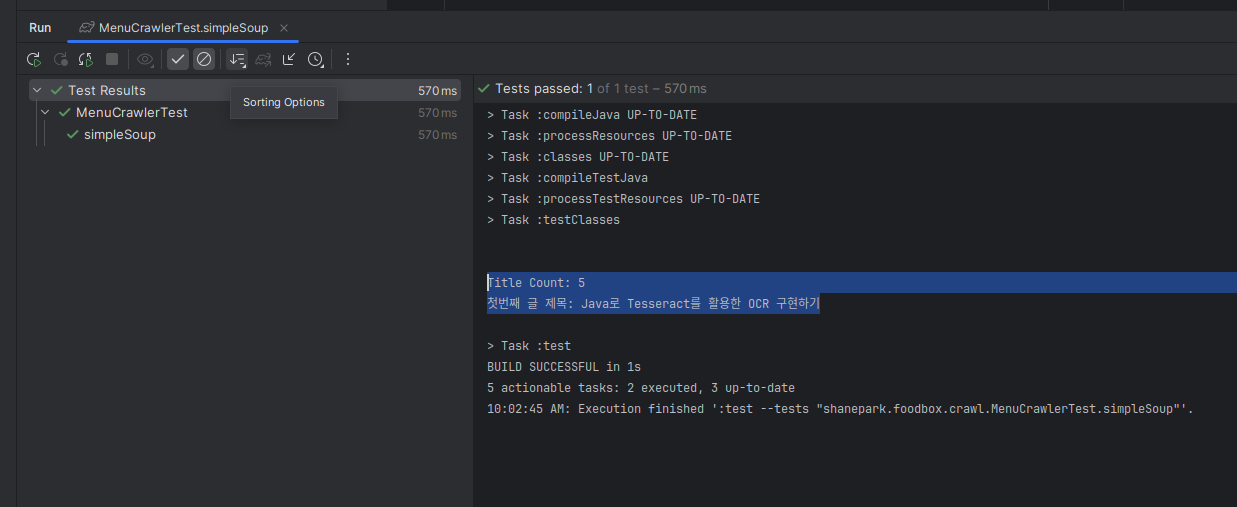 Run
MenuCrawlerTest.simpleSoup
Test Results 570 ms
MenuCrawlerTest 570 ms
simpleSoup 570 ms
Sorting Options
Tests passed: 1 of 1 test – 570 ms
> Task :compileJava UP-TO-DATE
> Task :processResources UP-TO-DATE
> Task :classes UP-TO-DATE
> Task :compileTestJava
> Task :processTestResources UP-TO-DATE
> Task :testClasses
Title Count: 5
첫번째 글 제목: Java로 Tesseract를 활용한 OCR 구현하기
> Task :test
BUILD SUCCESSFUL in 1s
5 actionable tasks: 2 executed, 3 up-to-date
10:02:45 AM: Execution finished ':test --tests "shanepark.foodbox.crawl.MenuCrawlerTest.simpleSoup"'.